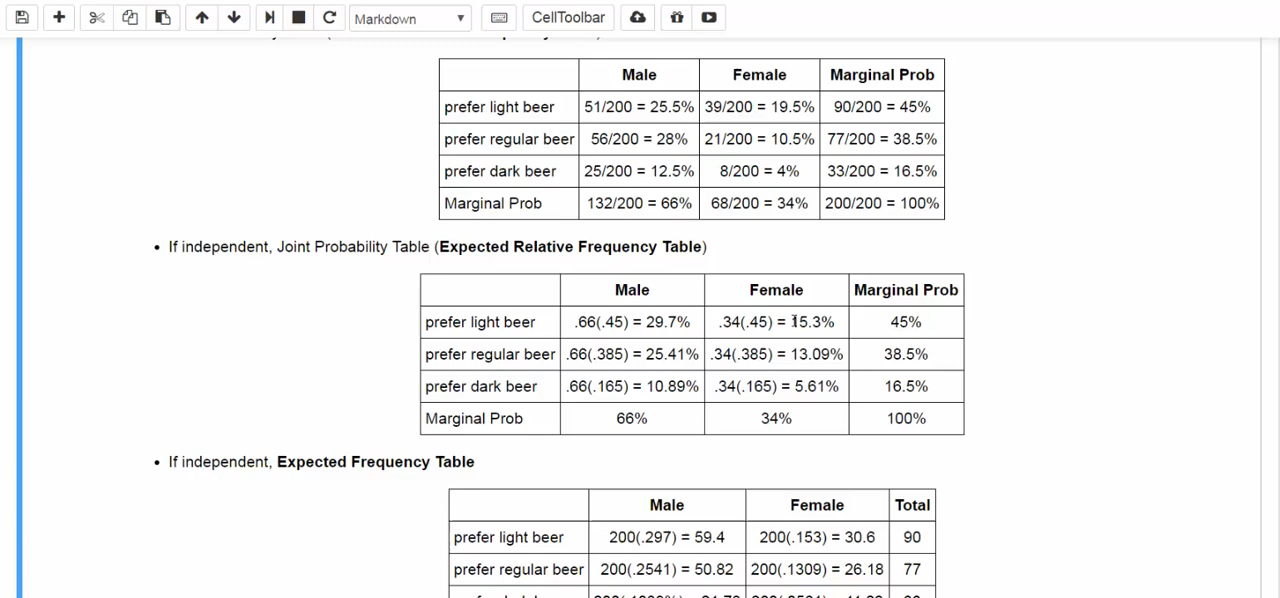 Markdown CellToolbar
Male Female Marginal Prob
prefer light beer 51/200 = 25.5% 39/200 = 19.5% 90/200 = 45%
prefer regular beer 56/200 = 28% 21/200 = 10.5% 77/200 = 38.5%
prefer dark beer 25/200 = 12.5% 8/200 = 4% 33/200 = 16.5%
Marginal Prob 132/200 = 66% 68/200 = 34% 200/200 = 100%
• If independent, Joint Probability Table (Expected Relative Frequency Table)
Male Female Marginal Prob
prefer light beer .66(.45) = 29.7% .34(.45) = 15.3% 45%
prefer regular beer .66(.385) = 25.41% .34(.385) = 13.09% 38.5%
prefer dark beer .66(.165) = 10.89% .34(.165) = 5.61% 16.5%
Marginal Prob 66% 34% 100%
• If independent, Expected Frequency Table
Male Female Total
prefer light beer 200(.297) = 59.4 200(.153) = 30.6 90
prefer regular beer 200(.2541) = 50.82 200(.1309) = 26.18 77